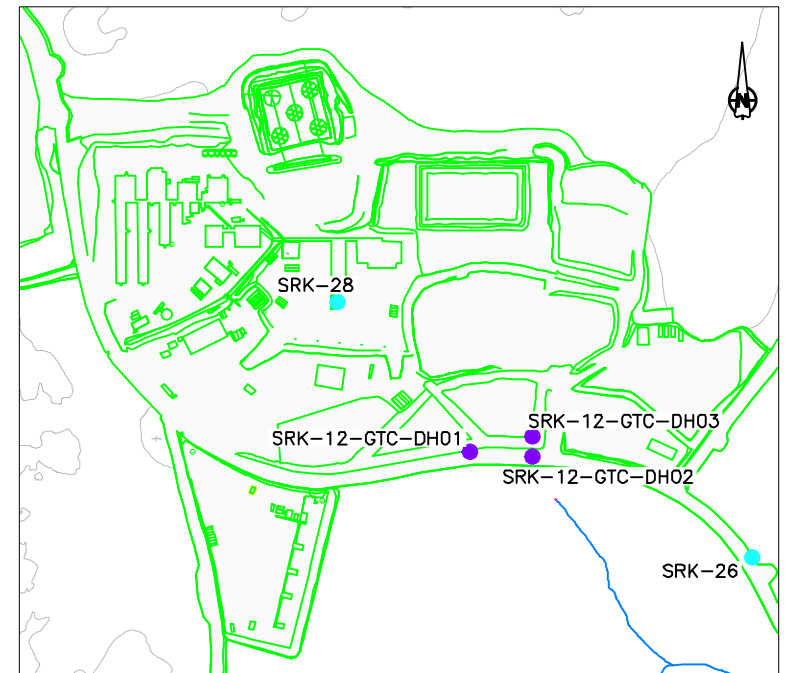 N
SRK-28
SRK-12-GTC-DH03
SRK-12-GTC-DH01
SRK-12-GTC-DH02
SRK-26